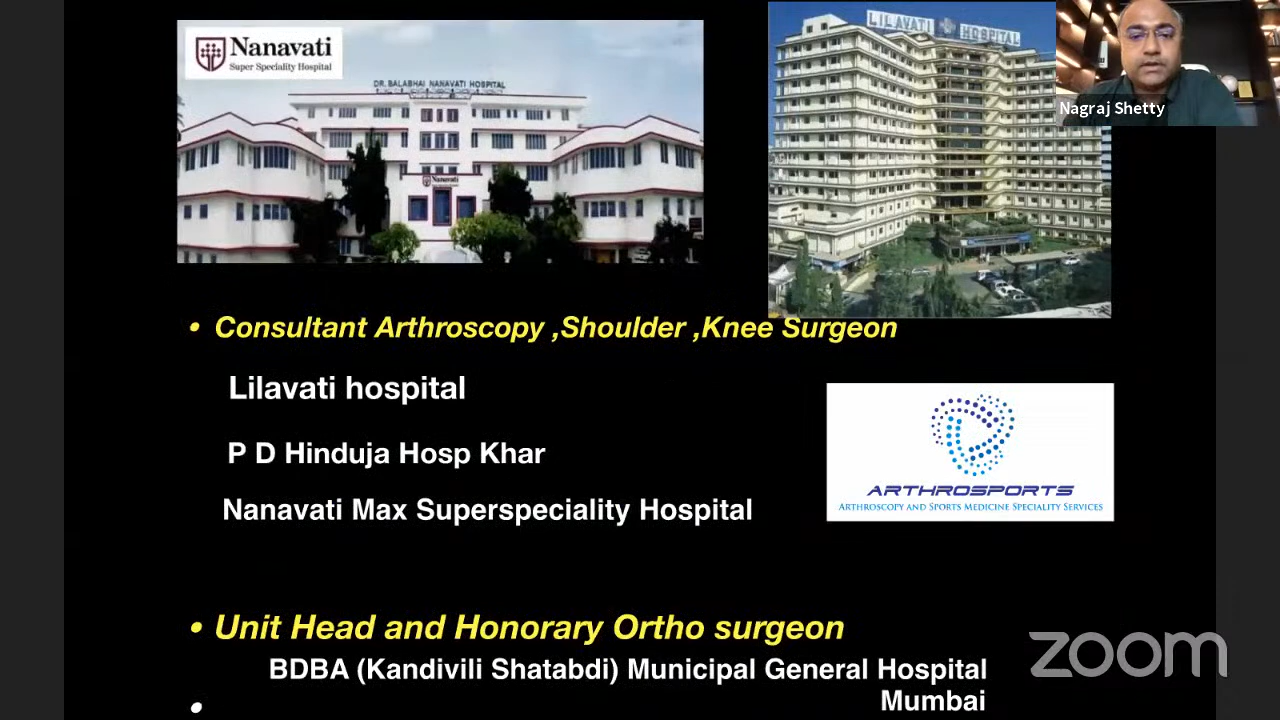 Nanavati
Super Speciality Hospital
DR. BALABHAI NANAVATI HOSPITAL
Nanavati
LILAVATI HOSPITAL
Nagraj Shetty
• Consultant Arthroscopy ,Shoulder ,Knee Surgeon
Lilavati hospital
P D Hinduja Hosp Khar
Nanavati Max Superspeciality Hospital
ARTHROSPORTS
ARTHROSCOPY AND SPORTS MEDICINE SPECIALITY SERVICES
• Unit Head and Honorary Ortho surgeon
BDBA (Kandivili Shatabdi) Municipal General Hospital
Mumbai
•
zoom